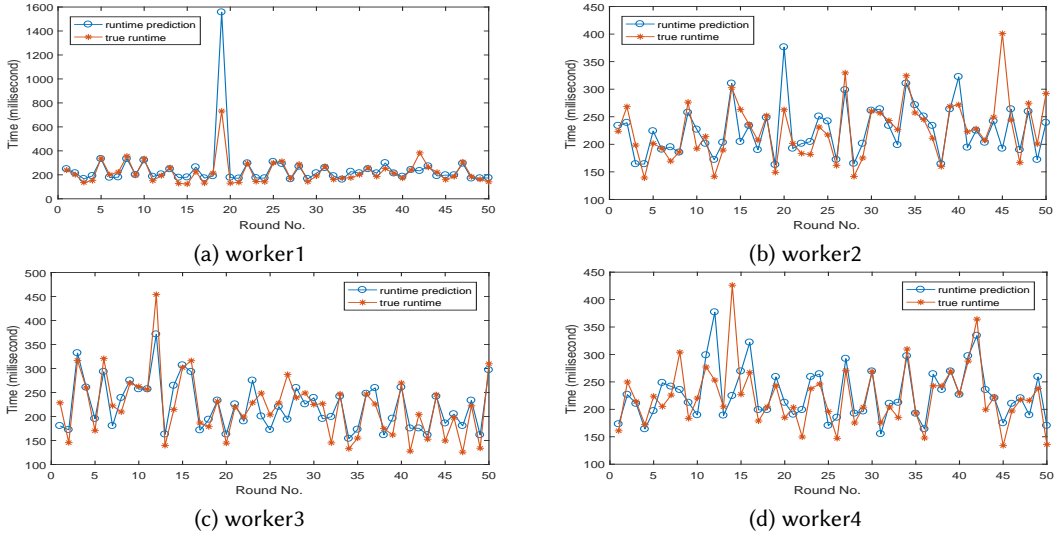 1600
1400
1200
1000
800
600
400
200
0
Time (millisecond)
runtime prediction
true runtime
0 5 10 15 20 25 30 35 40 45 50
Round No.
(a) worker1
450
400
350
300
250
200
150
100
Time (millisecond)
runtime prediction
true runtime
0 5 10 15 20 25 30 35 40 45 50
Round No.
(b) worker2
500
450
400
350
300
250
200
150
100
Time (millisecond)
runtime prediction
true runtime
0 5 10 15 20 25 30 35 40 45 50
Round No.
(c) worker3
450
400
350
300
250
200
150
100
Time (millisecond)
runtime prediction
true runtime
0 5 10 15 20 25 30 35 40 45 50
Round No.
(d) worker4